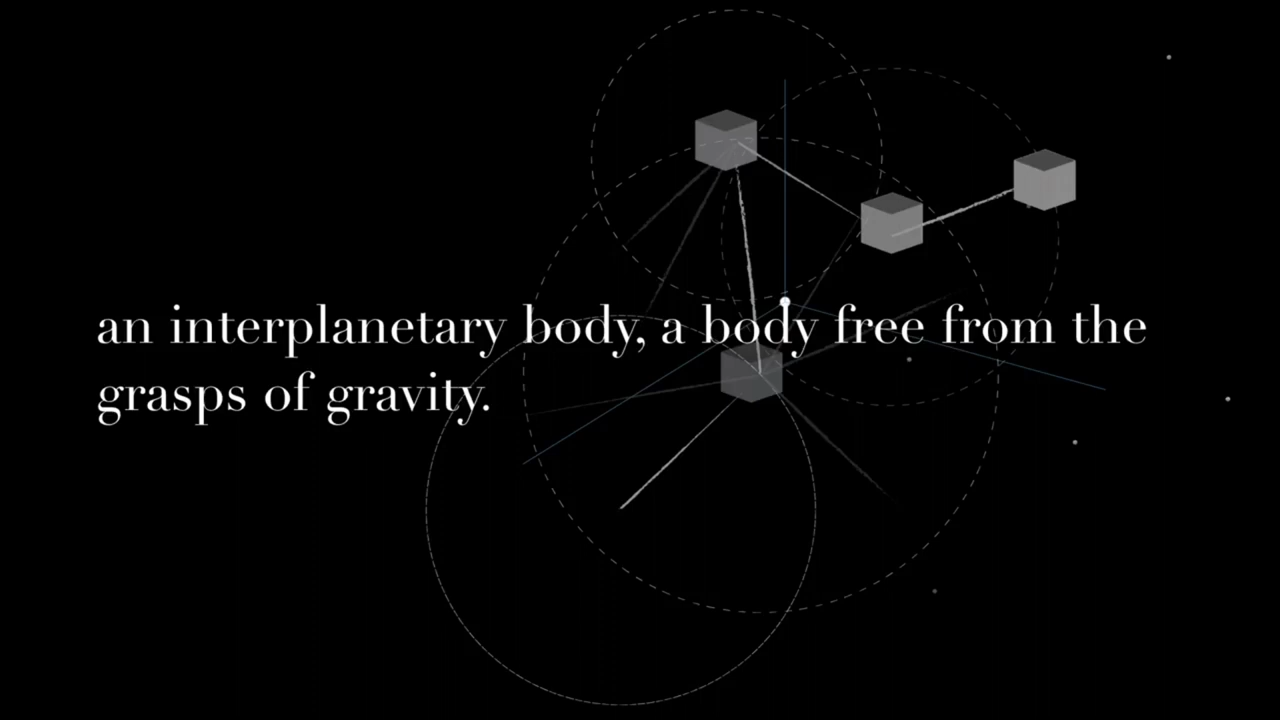 an interplanetary body, a body free from the
grasps of gravity.